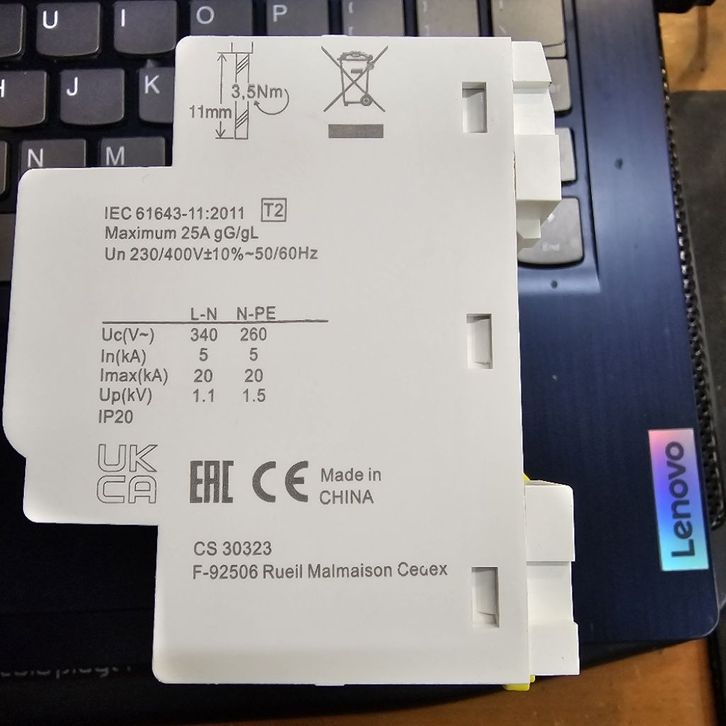 U I O P
H J K L
N M
3,5Nm
11mm
IEC 61643-11:2011 T2
Maximum 25A gG/gL
Un 230/400V±10%~50/60Hz
L-N N-PE
Uc(V~) 340 260
In(kA) 5 5
Imax(kA) 20 20
Up(kV) 1.1 1.5
IP20
UK
CA
EAC CE Made in
CHINA
CS 30323
F-92506 Rueil Malmaison Cedex
Lenovo